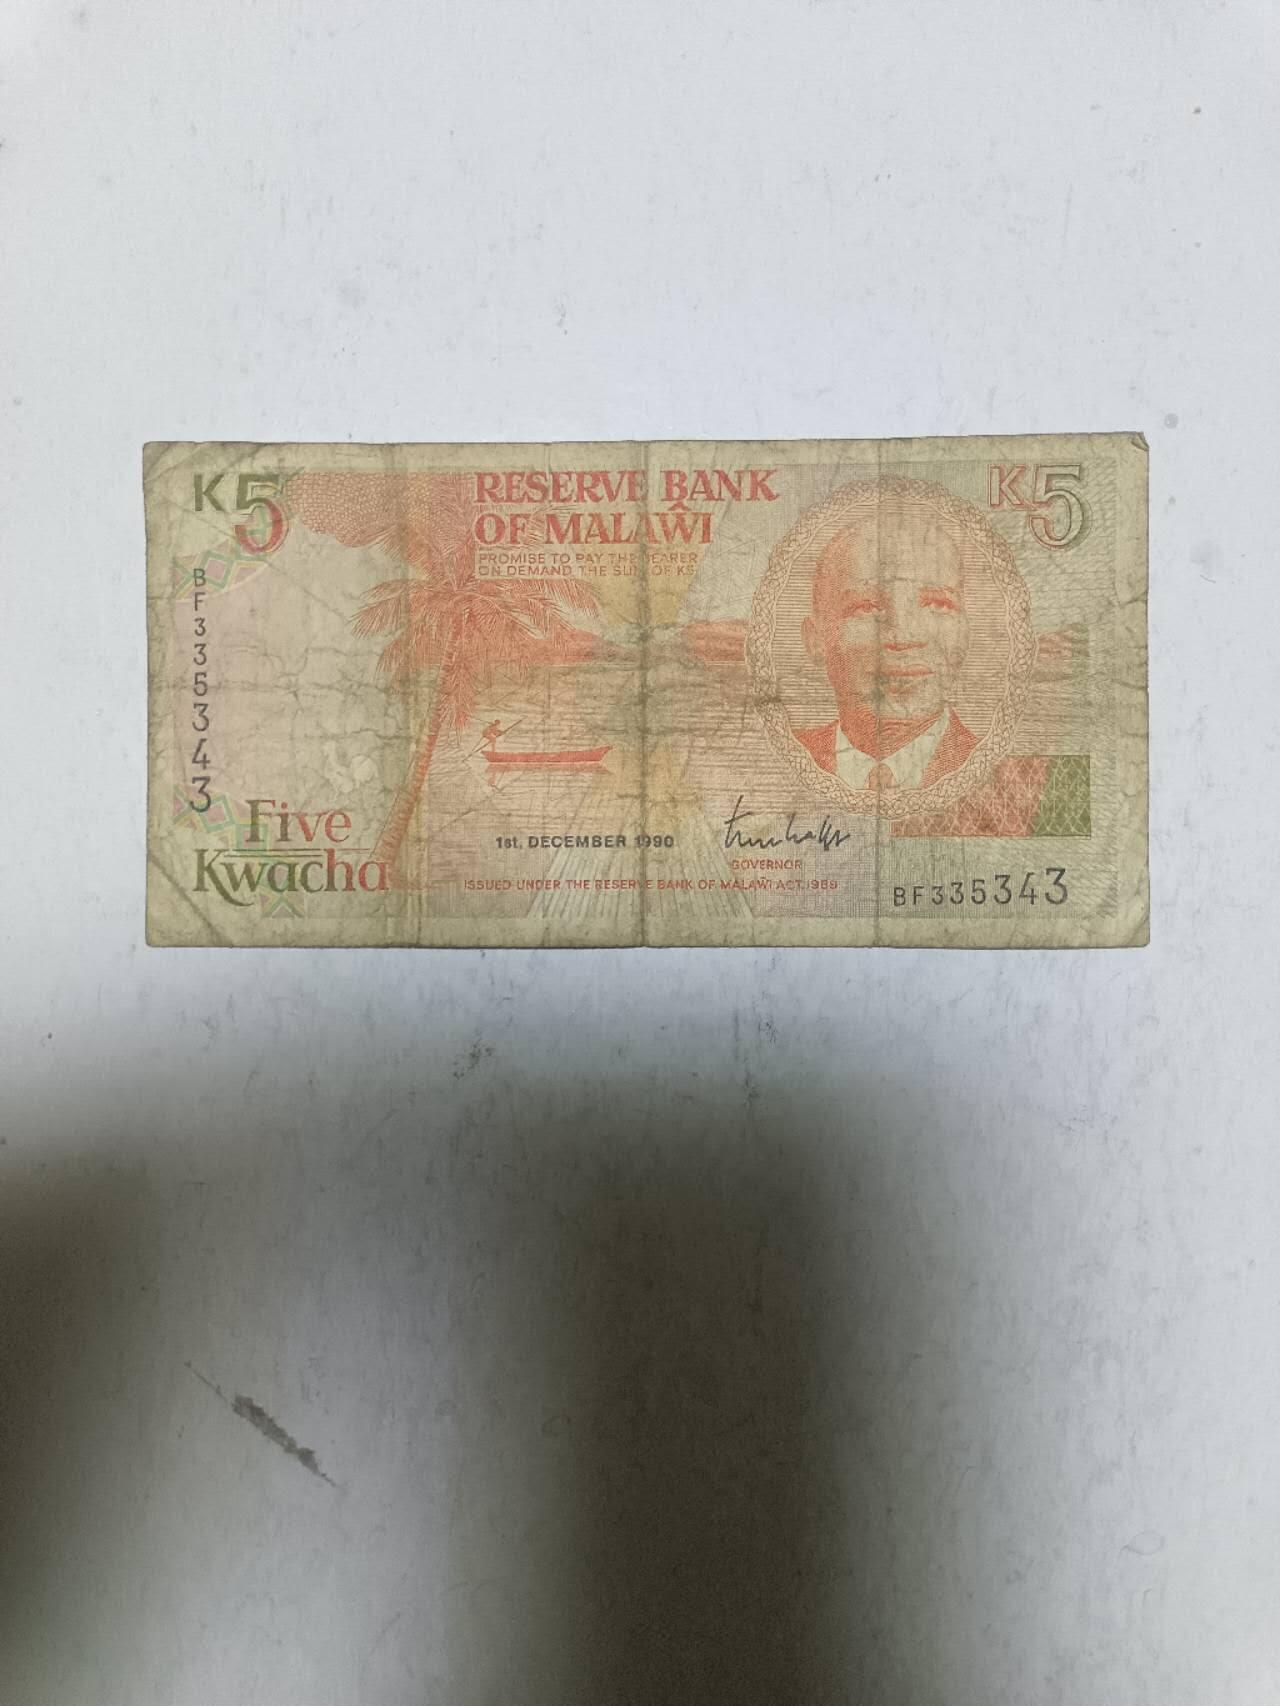 K5
RESERVE BANK
OF MALAŴI
PROMISE TO PAY THE BEARER
ON DEMAND THE SUM OF K5
K5
BF335343
Five
Kwacha
1st. DECEMBER 1990
GOVERNOR
ISSUED UNDER THE RESERVE BANK OF MALAŴI ACT, 1989
BF335343